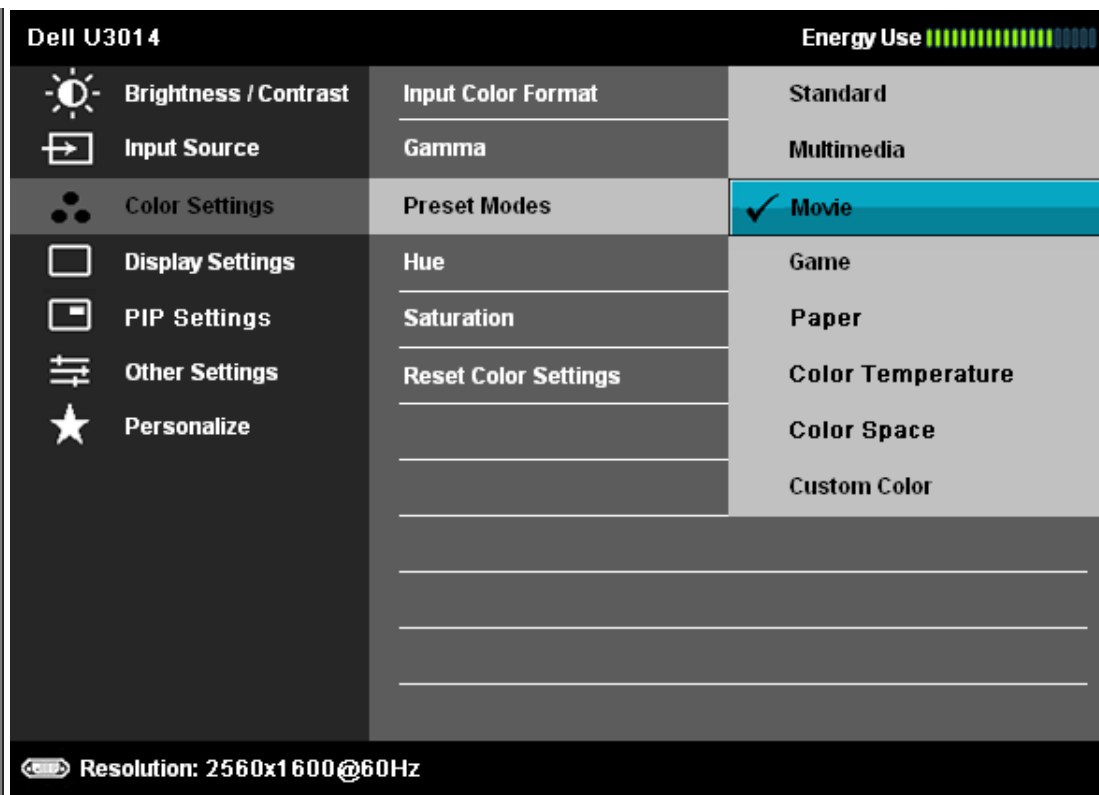 Dell U3014
Energy Use
Brightness / Contrast
Input Source
Color Settings
Display Settings
PIP Settings
Other Settings
Personalize
Input Color Format
Gamma
Preset Modes
Hue
Saturation
Reset Color Settings
Standard
Multimedia
Movie
Game
Paper
Color Temperature
Color Space
Custom Color
Resolution: 2560x1600@60Hz